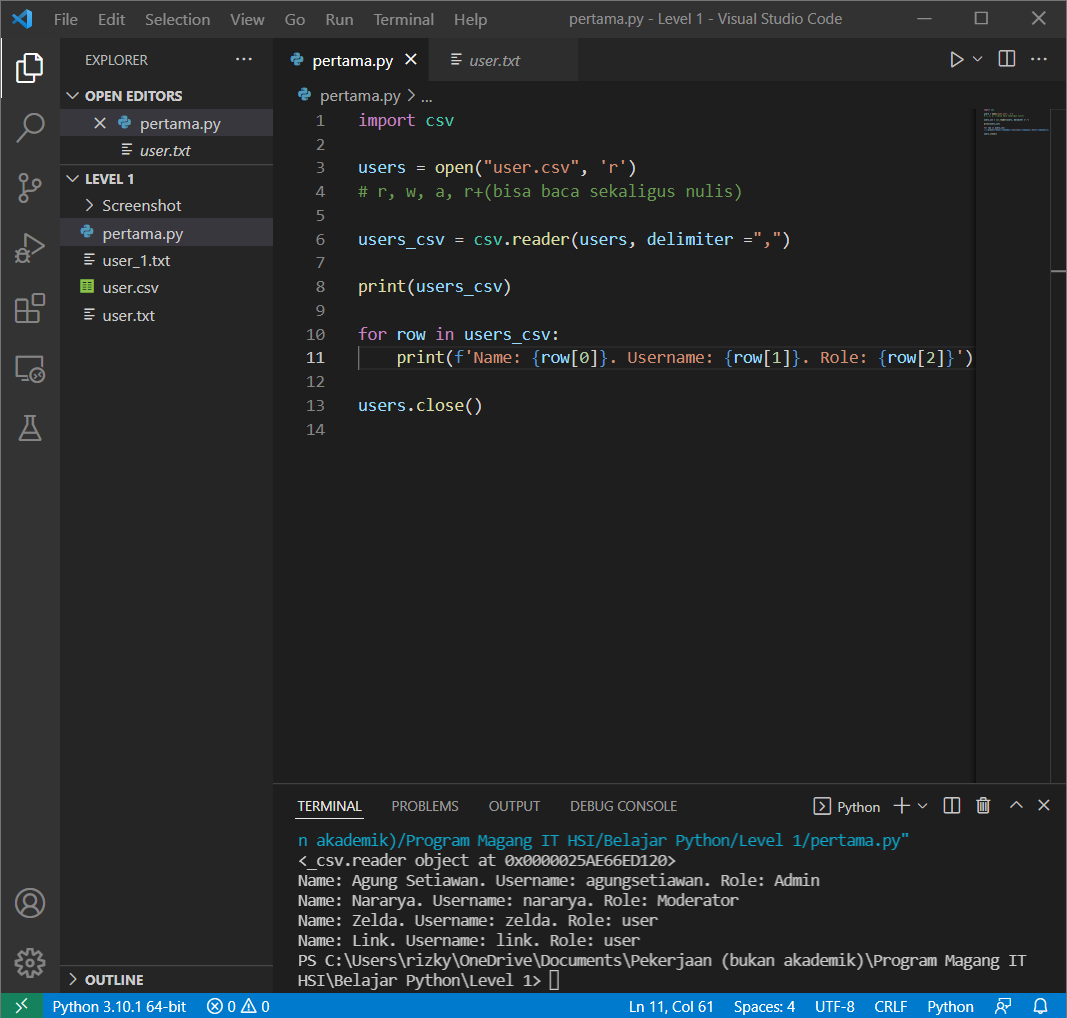 File Edit Selection View Go Run Terminal Help pertama.py - Level 1 - Visual Studio Code
EXPLORER
OPEN EDITORS
pertama.py
user.txt
LEVEL 1
Screenshot
pertama.py
user_1.txt
user.csv
user.txt
OUTLINE
pertama.py user.txt
pertama.py > ...
1 import csv
2
3 users = open("user.csv", 'r')
4 # r, w, a, r+(bisa baca sekaligus nulis)
5
6 users_csv = csv.reader(users, delimiter =",")
7
8 print(users_csv)
9
10 for row in users_csv:
11 print(f'Name: {row[0]}. Username: {row[1]}. Role: {row[2]}')
12
13 users.close()
14
TERMINAL PROBLEMS OUTPUT DEBUG CONSOLE Python
n akademik)/Program Magang IT HSI/Belajar Python/Level 1/pertama.py"
<_csv.reader object at 0x0000025AE66ED120>
Name: Agung Setiawan. Username: agungsetiawan. Role: Admin
Name: Nararya. Username: nararya. Role: Moderator
Name: Zelda. Username: zelda. Role: user
Name: Link. Username: link. Role: user
PS C:\Users\rizky\OneDrive\Documents\Pekerjaan (bukan akademik)\Program Magang IT
HSI\Belajar Python\Level 1>
Python 3.10.1 64-bit 0 0 Ln 11, Col 61 Spaces: 4 UTF-8 CRLF Python